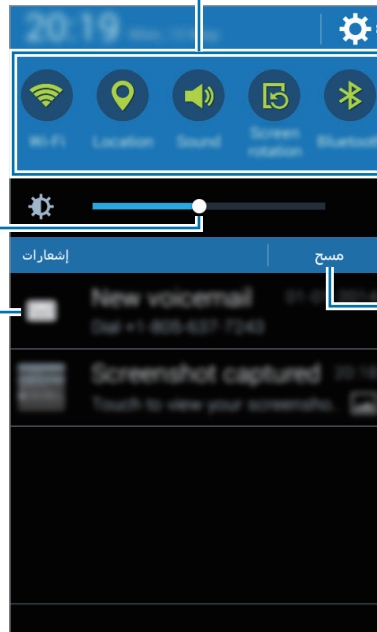 20:19
Wi-Fi
Location
Sound
Screen
rotation
Bluetooth
إشعارات
مسح
New voicemail
Dial +1-805-637-7243
Screenshot captured
Touch to view your screensho..